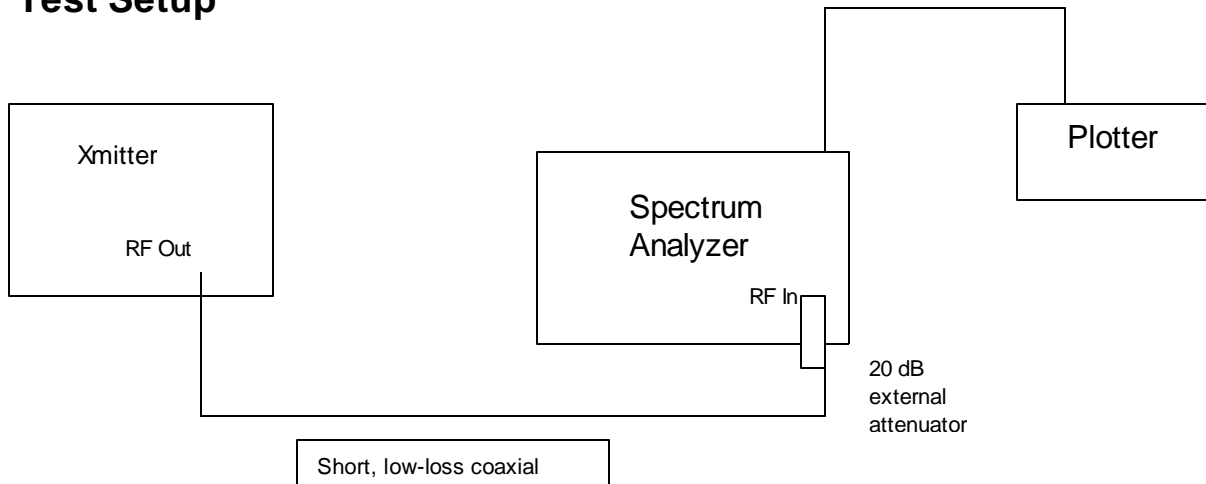 Test Setup
Xmitter
RF Out
Spectrum
Analyzer
RF In
Plotter
20 dB
external
attenuator
Short, low-loss coaxial